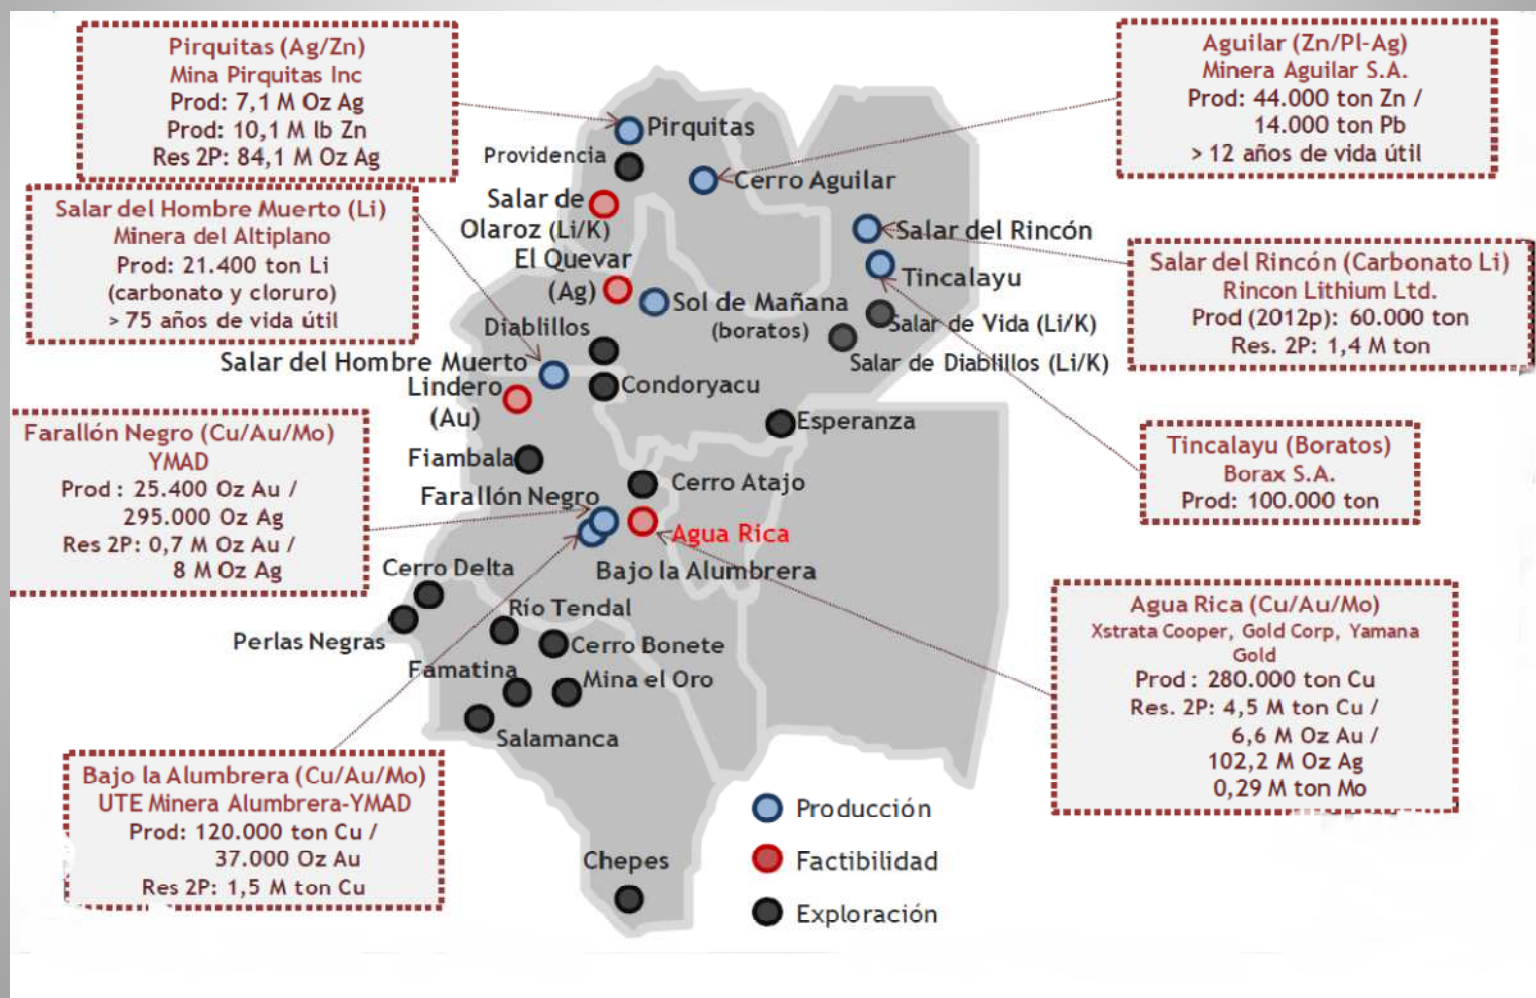 Pirquitas (Ag/Zn)
Mina Pirquitas Inc
Prod: 7,1 M Oz Ag
Prod: 10,1 M lb Zn
Res 2P: 84,1 M Oz Ag
Aguilar (Zn/Pl-Ag)
Minera Aguilar S.A.
Prod: 44.000 ton Zn /
14.000 ton Pb
> 12 años de vida útil
Salar del Hombre Muerto (Li)
Minera del Altiplano
Prod: 21.400 ton Li
(carbonato y cloruro)
> 75 años de vida útil
Salar del Rincón (Carbonato Li)
Rincon Lithium Ltd.
Prod (2012p): 60.000 ton
Res. 2P: 1,4 M ton
Farallón Negro (Cu/Au/Mo)
YMAD
Prod : 25.400 Oz Au /
295.000 Oz Ag
Res 2P: 0,7 M Oz Au /
8 M Oz Ag
Tincalayu (Boratos)
Borax S.A.
Prod: 100.000 ton
Agua Rica (Cu/Au/Mo)
Xstrata Cooper, Gold Corp, Yamana
Gold
Prod : 280.000 ton Cu
Res. 2P: 4,5 M ton Cu /
6,6 M Oz Au /
102,2 M Oz Ag
0,29 M ton Mo
Bajo la Alumbrera (Cu/Au/Mo)
UTE Minera Alumbrera-YMAD
Prod: 120.000 ton Cu /
37.000 Oz Au
Res 2P: 1,5 M ton Cu
Pirquitas
Providencia
Cerro Aguilar
Salar de
Olaroz (Li/K)
Salar del Rincón
El Quevar
(Ag)
Tincalayu
Sol de Mañana
(boratos)
Salar de Vida (Li/K)
Diablillos
Salar de Diablillos (Li/K)
Salar del Hombre Muerto
Lindero
(Au)
Condoryacu
Esperanza
Fiambala
Cerro Atajo
Farallón Negro
Agua Rica
Bajo la Alumbrera
Cerro Delta
Río Tendal
Perlas Negras
Cerro Bonete
Famatina
Mina el Oro
Salamanca
Chepes
Producción
Factibilidad
Exploración